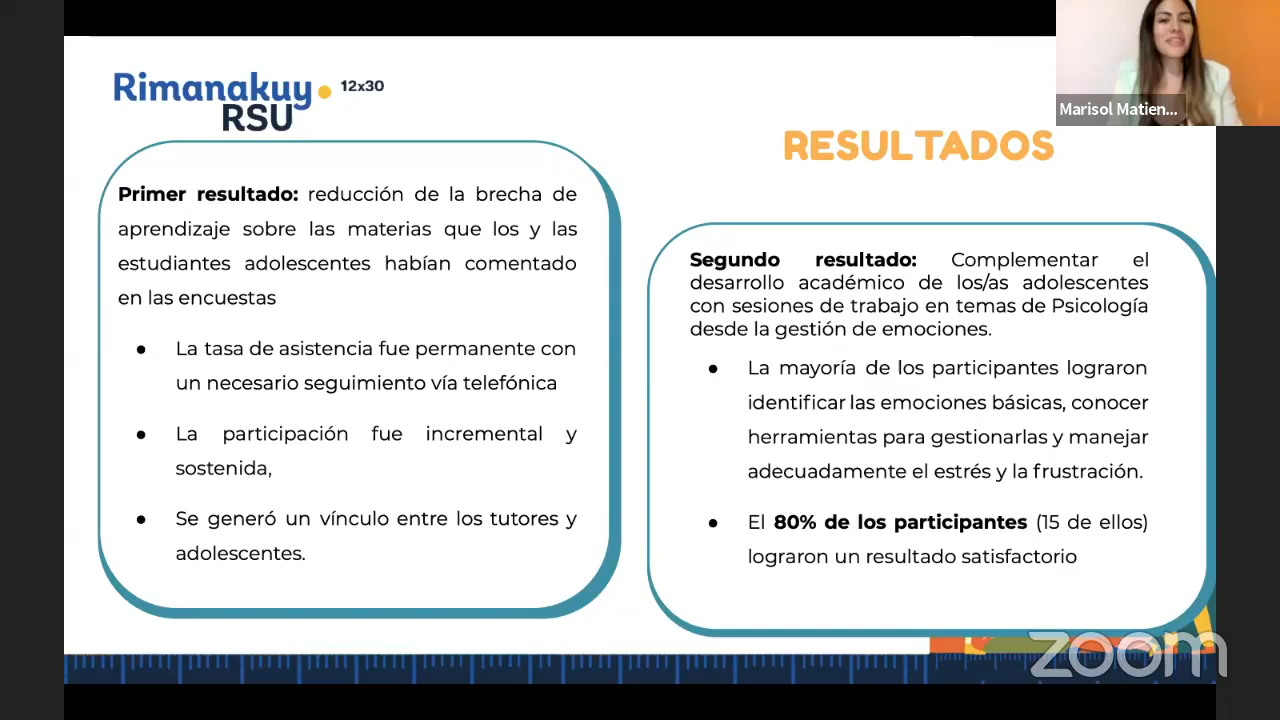 Marisol Matien...
Rimanakuy 12x30
RSU
RESULTADOS
Primer resultado: reducción de la brecha de
aprendizaje sobre las materias que los y las
estudiantes adolescentes habían comentado
en las encuestas
● La tasa de asistencia fue permanente con
un necesario seguimiento vía telefónica
● La participación fue incremental y
sostenida,
● Se generó un vínculo entre los tutores y
adolescentes.
Segundo resultado: Complementar el
desarrollo académico de los/as adolescentes
con sesiones de trabajo en temas de Psicología
desde la gestión de emociones.
● La mayoría de los participantes lograron
identificar las emociones básicas, conocer
herramientas para gestionarlas y manejar
adecuadamente el estrés y la frustración.
● El 80% de los participantes (15 de ellos)
lograron un resultado satisfactorio
zoom